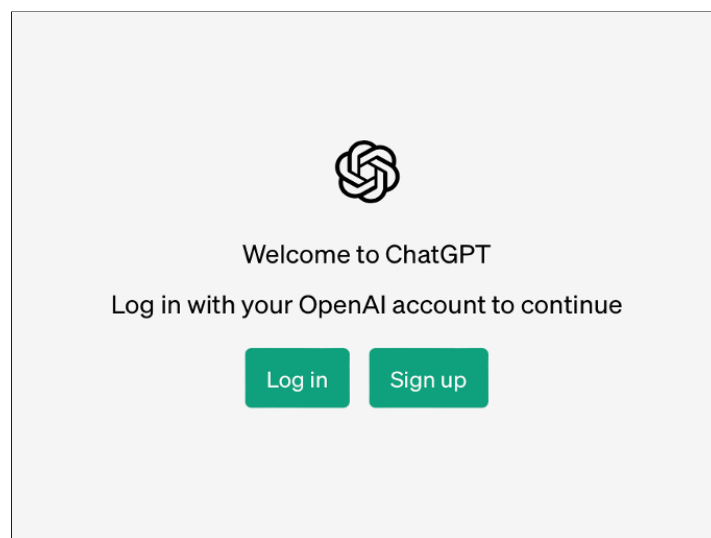 Welcome to ChatGPT
Log in with your OpenAI account to continue
Log in Sign up